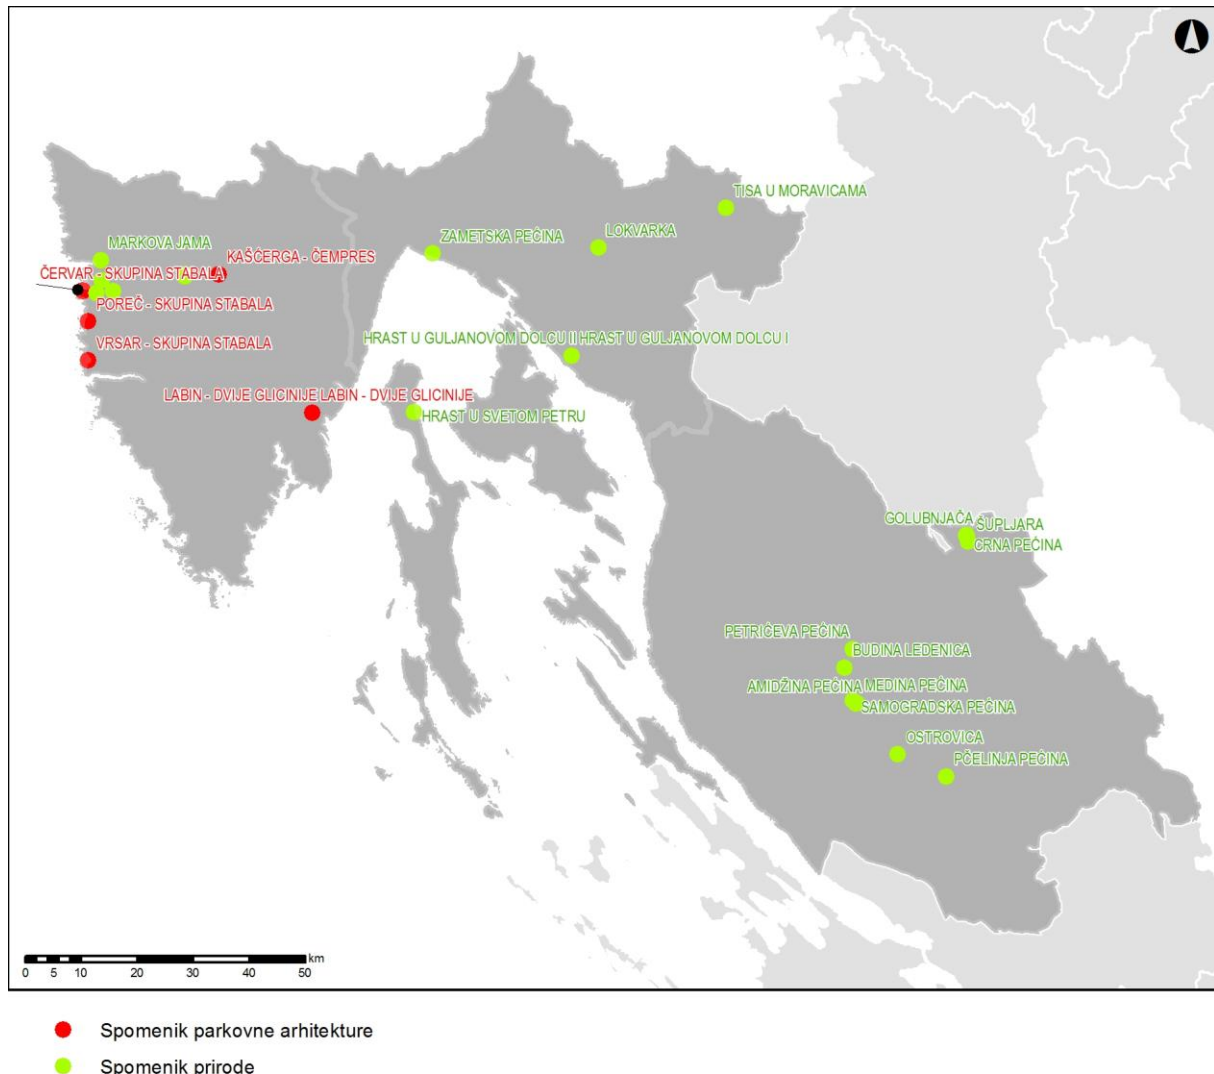 TISA U MORAVICAMA
LOKVARKA
ZAMETSKA PEĆINA
MARKOVA JAMA
KAŠĆERGA - ČEMPRES
ČERVAR - SKUPINA STABALA
POREČ - SKUPINA STABALA
VRSAR - SKUPINA STABALA
HRAST U GULJANOVOM DOLCU II HRAST U GULJANOVOM DOLCU I
LABIN - DVIJE GLICINIJE LABIN - DVIJE GLICINIJE
HRAST U SVETOM PETRU
GOLUBNJAČA
ŠUPLJARA
CRNA PEĆINA
PETRIĆEVA PEĆINA
BUDINA LEDENICA
AMIDŽINA PEĆINA MEDINA PEĆINA
SAMOGRADSKA PEĆINA
OSTROVICA
PČELINJA PEĆINA
km
0 5 10 20 30 40 50
Spomenik parkovne arhitekture
Spomenik prirode